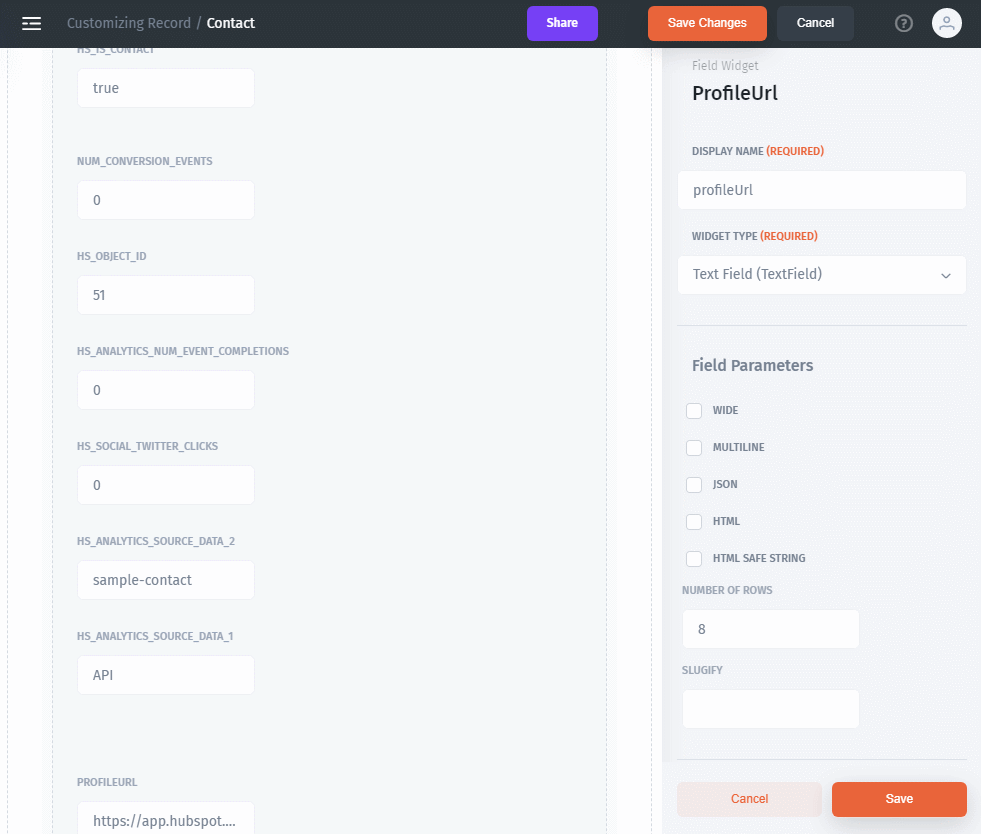 Customizing Record / Contact
Share
Save Changes
Cancel
?
HS_IS_CONTACT
true
NUM_CONVERSION_EVENTS
0
HS_OBJECT_ID
51
HS_ANALYTICS_NUM_EVENT_COMPLETIONS
0
HS_SOCIAL_TWITTER_CLICKS
0
HS_ANALYTICS_SOURCE_DATA_2
sample-contact
HS_ANALYTICS_SOURCE_DATA_1
API
PROFILEURL
https://app.hubspot....
Field Widget
ProfileUrl
DISPLAY NAME (REQUIRED)
profileUrl
WIDGET TYPE (REQUIRED)
Text Field (TextField)
Field Parameters
WIDE
MULTILINE
JSON
HTML
HTML SAFE STRING
NUMBER OF ROWS
8
SLUGIFY
Cancel
Save